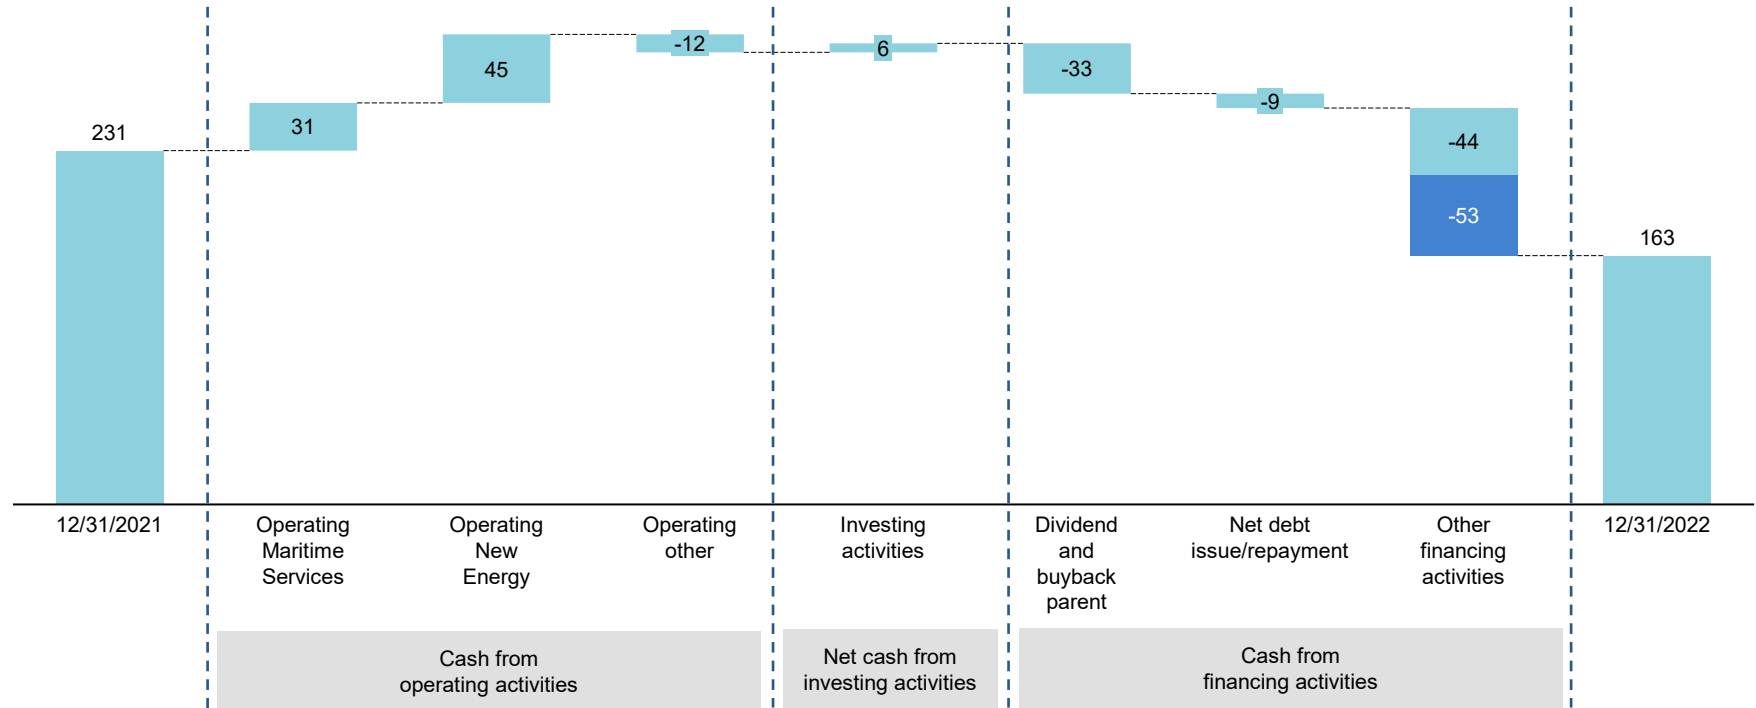 231
31
45
-12
6
-33
-9
-44
-53
163
12/31/2021
Operating
Maritime
Services
Operating
New
Energy
Operating
other
Investing
activities
Dividend
and
buyback
parent
Net debt
issue/repayment
Other
financing
activities
12/31/2022
Cash from
operating activities
Net cash from
investing activities
Cash from
financing activities